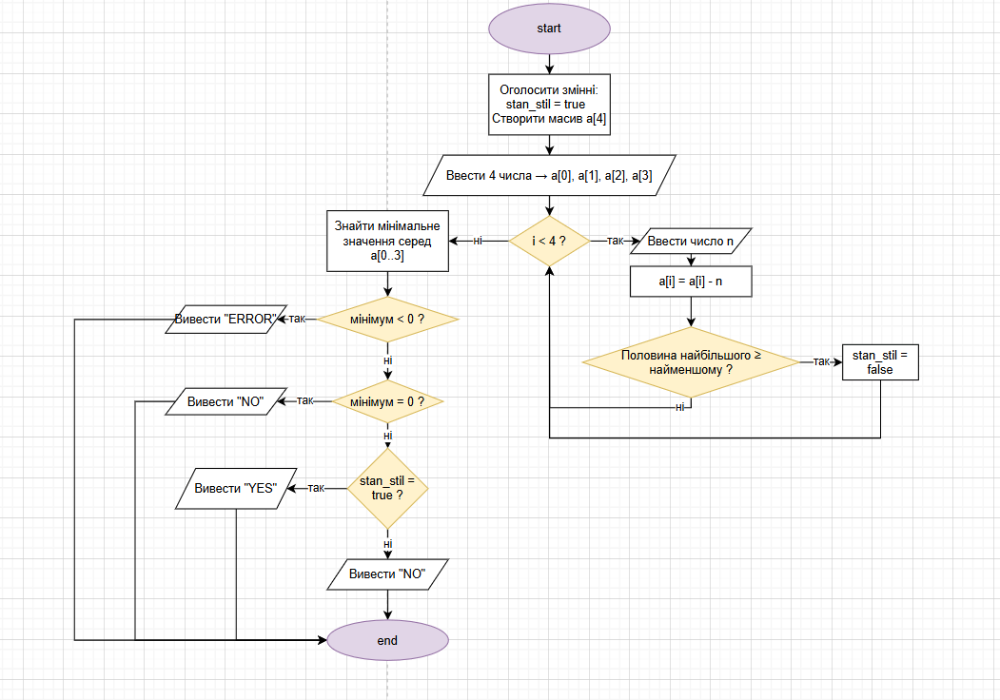 start
Оголосити змінні:
stan_stil = true
Створити масив a[4]
Ввести 4 числа → a[0], a[1], a[2], a[3]
i < 4 ?
ні
так
Знайти мінімальне
значення серед
a[0..3]
Ввести число n
a[i] = a[i] - n
Половина найбільшого ≥
найменшому ?
так
stan_stil =
false
ні
мінімум < 0 ?
так
Вивести "ERROR"
ні
мінімум = 0 ?
так
Вивести "NO"
ні
stan_stil =
true ?
так
Вивести "YES"
ні
Вивести "NO"
end